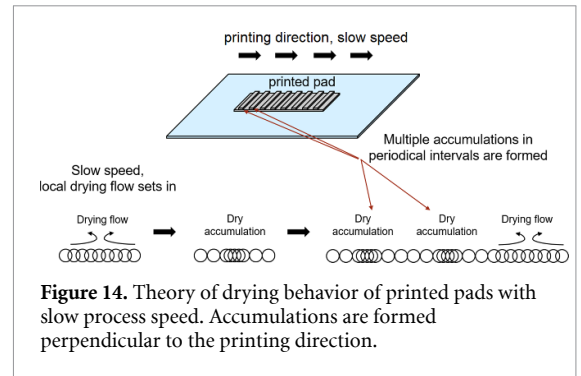 printing direction, slow speed
printed pad
Multiple accumulations in
periodical intervals are formed
Slow speed,
local drying flow sets in
Drying flow
Dry
accumulation
Dry
accumulation
Dry
accumulation
Drying flow
Figure 14. Theory of drying behavior of printed pads with
slow process speed. Accumulations are formed
perpendicular to the printing direction.